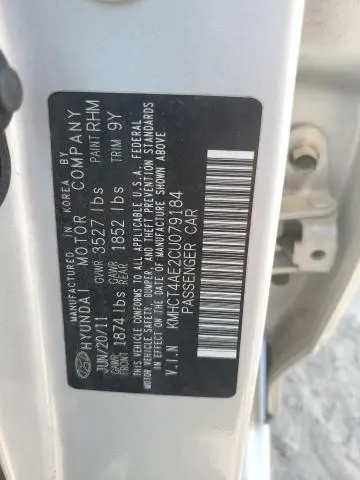 MANUFACTURED IN KOREA BY
HYUNDAI MOTOR COMPANY
JUN/20/11 GVWR 3527 lbs PAINT RHM
GAWR FRONT 1874 lbs GAWR REAR 1852 lbs TRIM 9Y
THIS VEHICLE CONFORMS TO ALL APPLICABLE U.S.A. FEDERAL
MOTOR VEHICLE SAFETY, BUMPER, AND THEFT PREVENTION STANDARDS
IN EFFECT ON THE DATE OF MANUFACTURE SHOWN ABOVE
V.I.N KMHCT4AE2CU079184
PASSENGER CAR